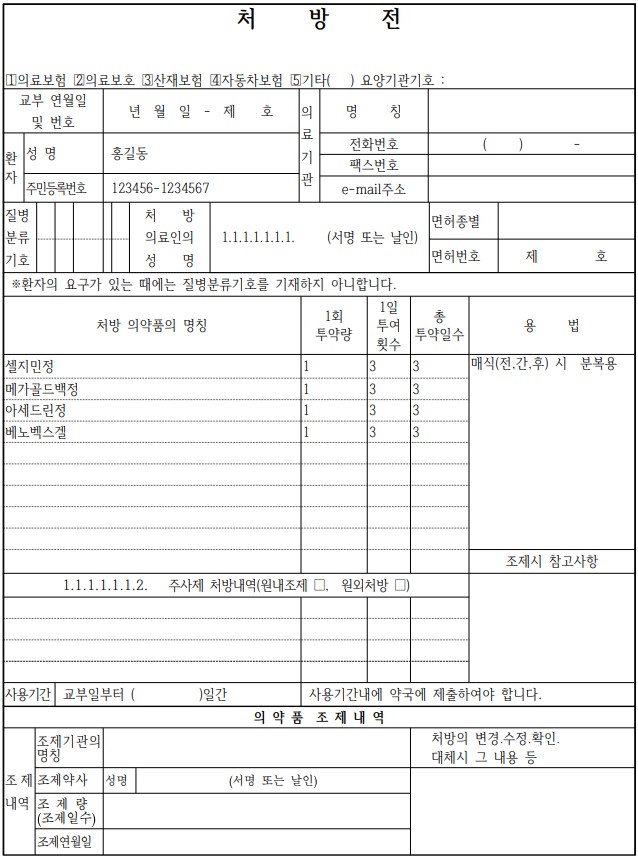 처 방 전
①의료보험 ②의료보호 ③산재보험 ④자동차보험 ⑤기타( ) 요양기관기호 :
교부 연월일 및 번호
년 월 일 - 제 호
의료기관
명 칭
전화번호 ( ) -
팩스번호
e-mail주소
환자
성 명 홍길동
주민등록번호 123456-1234567
질병분류기호
처 방 의료인의 성 명
1.1.1.1.1.1.1. (서명 또는 날인)
면허종별
면허번호 제 호
※환자의 요구가 있는 때에는 질병분류기호를 기재하지 아니합니다.
처방 의약품의 명칭 1회 투약량 1일 투여 횟수 총 투약일수 용 법
셀지민정 1 3 3 매식(전,간,후) 시 분복용
메가골드백정 1 3 3
아세드린정 1 3 3
베노벡스겔 1 3 3
조제시 참고사항
1.1.1.1.1.1.2. 주사제 처방내역(원내조제 □, 원외처방 □)
사용기간 교부일부터 ( )일간 사용기간내에 약국에 제출하여야 합니다.
의 약 품 조 제 내 역
조제내역
조제기관의 명칭
처방의 변경.수정.확인.
대체시 그 내용 등
조제약사 성명 (서명 또는 날인)
조 제 량
(조제일수)
조제연월일